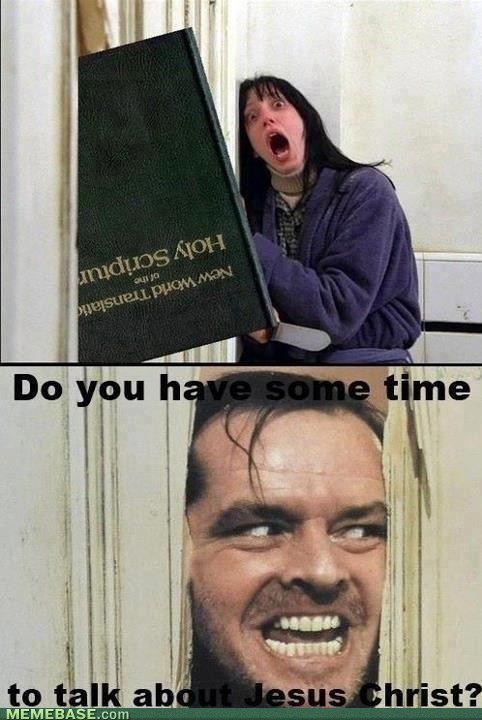 New World Translatio
of the
Holy Scriptur
Do you have some time
to talk about Jesus Christ?
MEMEBASE.com